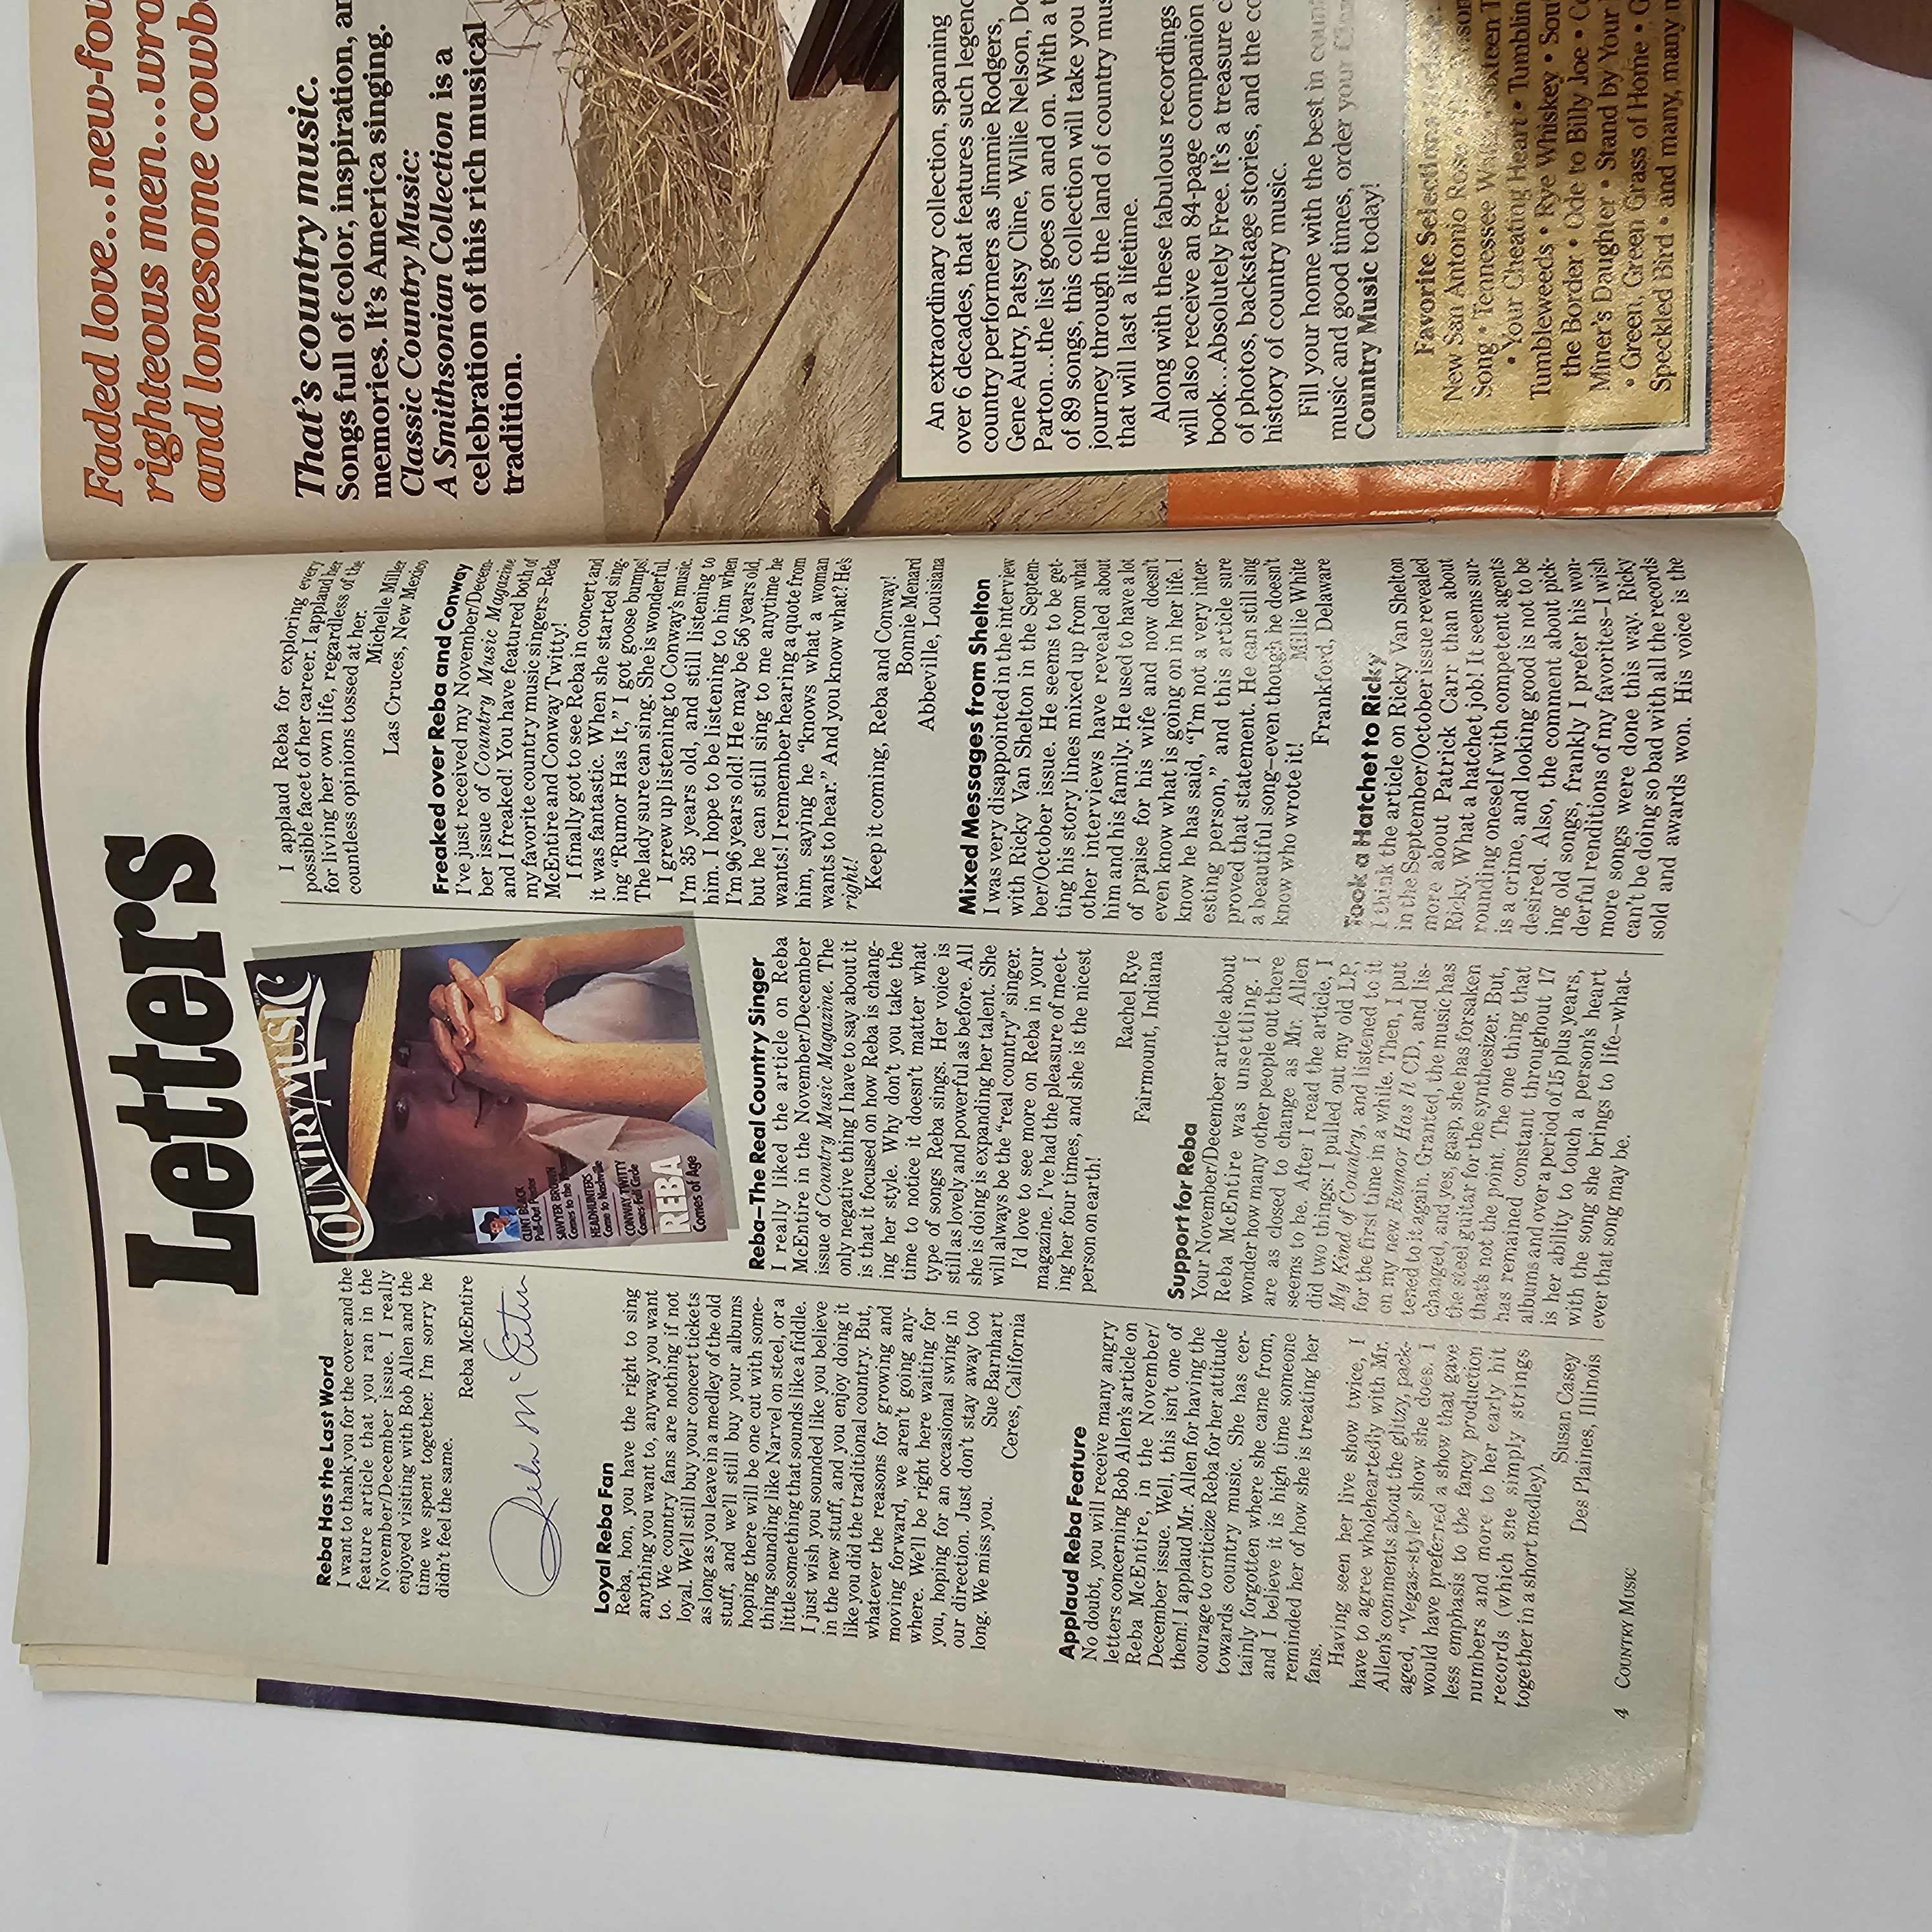 Letters
Reba Has the Last Word
I want to thank you for the cover and the
feature article that you ran in the
November/December issue. I really
enjoyed visiting with Bob Allen and the
time we spent together. I'm sorry he
didn't feel the same.
Reba McEntire
Reba McEntire
Loyal Reba Fan
Reba, hon, you have the right to sing
anything you want to, anyway you want
to. We country fans are nothing if not
loyal. We'll still buy your concert tickets
as long as you leave in a medley of the old
stuff, and we'll still buy your albums
hoping there will be one cut with some-
thing sounding like Narvel on steel, or a
little something that sounds like a fiddle.
I just wish you sounded like you believe
in the new stuff, and you enjoy doing it
like you did the traditional country. But,
whatever the reasons for growing and
moving forward, we aren't going any-
where. We'll be right here waiting for
you, hoping for an occasional swing in
our direction. Just don't stay away too
long. We miss you.
Sue Barnhart
Ceres, California
Applaud Reba Feature
No doubt, you will receive many angry
letters concerning Bob Allen's article on
Reba McEntire, in the November/
December issue. Well, this isn't one of
them! I applaud Mr. Allen for having the
courage to criticize Reba for her attitude
towards country music. She has cer-
tainly forgotten where she came from,
and I believe it is high time someone
reminded her of how she is treating her
fans.
Having seen her live show twice, I
have to agree wholeheartedly with Mr.
Allen's comments about the glitzy, pack-
aged, "Vegas-style" show she does. I
would have preferred a show that gave
less emphasis to the fancy production
numbers and more to her early hit
records (which she simply strings
together in a short medley).
Susan Casey
Des Plaines, Illinois
4 COUNTRY MUSIC
COUNTRY MUSIC
CLINT BLACK
Pull-Out Poster
SAWYER BROWN
Comes to the
HEADHUNTERS
Come to Nashville
CONWAY TWITTY
Comes Full Circle
REBA
Comes of Age
Reba–The Real Country Singer
I really liked the article on Reba
McEntire in the November/December
issue of Country Music Magazine. The
only negative thing I have to say about it
is that it focused on how Reba is chang-
ing her style. Why don't you take the
time to notice it doesn't matter what
type of songs Reba sings. Her voice is
still as lovely and powerful as before. All
she is doing is expanding her talent. She
will always be the "real country" singer.
I'd love to see more on Reba in your
magazine. I've had the pleasure of meet-
ing her four times, and she is the nicest
person on earth!
Rachel Rye
Fairmount, Indiana
Support for Reba
Your November/December article about
Reba McEntire was unsettling. I
wonder how many other people out there
are as closed to change as Mr. Allen
seems to be. After I read the article, I
did two things: I pulled out my old LP,
My Kind of Country, and listened to it
for the first time in a while. Then, I put
on my new Rumor Has It CD, and lis-
tened to it again. Granted, the music has
changed, and yes, gasp, she has forsaken
the steel guitar for the synthesizer. But,
that's not the point. The one thing that
has remained constant throughout 17
albums and over a period of 15 plus years,
is her ability to touch a person's heart
with the song she brings to life–what-
ever that song may be.
I applaud Reba for exploring every
possible facet of her career. I applaud her
for living her own life, regardless of the
countless opinions tossed at her.
Michelle Miller
Las Cruces, New Mexico
Freaked over Reba and Conway
I've just received my November/Decem-
ber issue of Country Music Magazine
and I freaked! You have featured both of
my favorite country music singers–Reba
McEntire and Conway Twitty!
I finally got to see Reba in concert and
it was fantastic. When she started sing-
ing "Rumor Has It," I got goose bumps!
The lady sure can sing. She is wonderful.
I grew up listening to Conway's music.
I'm 35 years old, and still listening to
him. I hope to be listening to him when
I'm 96 years old! He may be 56 years old,
but he can still sing to me anytime he
wants! I remember hearing a quote from
him, saying he "knows what a woman
wants to hear." And you know what? He's
right!
Keep it coming, Reba and Conway!
Bonnie Menard
Abbeville, Louisiana
Mixed Messages from Shelton
I was very disappointed in the interview
with Ricky Van Shelton in the Septem-
ber/October issue. He seems to be get-
ting his story lines mixed up from what
other interviews have revealed about
him and his family. He used to have a lot
of praise for his wife and now doesn't
even know what is going on in her life. I
know he has said, "I'm not a very inter-
esting person," and this article sure
proved that statement. He can still sing
a beautiful song–even though he doesn't
know who wrote it!
Millie White
Frankford, Delaware
Took a Hatchet to Ricky
I think the article on Ricky Van Shelton
in the September/October issue revealed
more about Patrick Carr than about
Ricky. What a hatchet job! It seems sur-
rounding oneself with competent agents
is a crime, and looking good is not to be
desired. Also, the comment about pick-
ing old songs, frankly I prefer his won-
derful renditions of my favorites–I wish
more songs were done this way. Ricky
can't be doing so bad with all the records
sold and awards won. His voice is the
Faded love...new-fou
righteous men...wro
and lonesome cowb
That's country music.
Songs full of color, inspiration, an
memories. It's America singing.
Classic Country Music:
A Smithsonian Collection is a
celebration of this rich musical
tradition.
An extraordinary collection, spanning
over 6 decades, that features such legend
country performers as Jimmie Rodgers,
Gene Autry, Patsy Cline, Willie Nelson, Do
Parton...the list goes on and on. With a t
of 89 songs, this collection will take you
journey through the land of country mus
that will last a lifetime.
Along with these fabulous recordings
will also receive an 84-page companion
book...Absolutely Free. It's a treasure c
of photos, backstage stories, and the co
history of country music.
Fill your home with the best in count
music and good times, order your
Country Music today!
Favorite Selections include:
New San Antonio Rose •
Song • Tennessee Waltz • Sixteen T
• Your Cheating Heart • Tumblin
Tumbleweeds • Rye Whiskey • Sou
the Border • Ode to Billy Joe • Co
Miner's Daughter • Stand by Your
• Green, Green Grass of Home • G
Speckled Bird • and many, many m